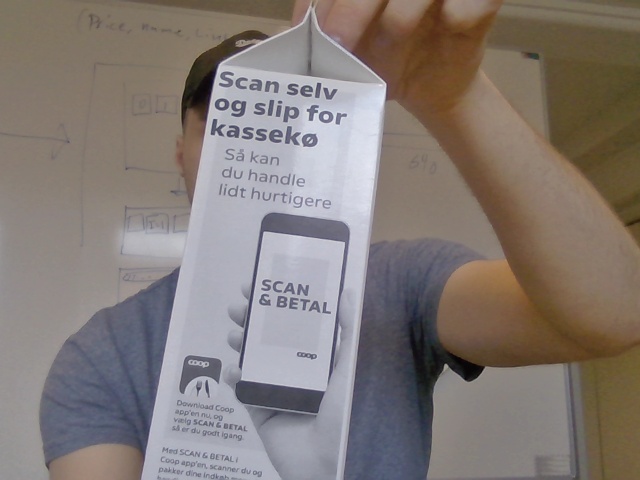 Scan selv
og slip for
kassekø
Så kan
du handle
lidt hurtigere
SCAN
& BETAL
coop
coop
Download Coop
app'en nu, og
vælg SCAN & BETAL
så er du godt igang.
Med SCAN & BETAL i
Coop app'en, scanner du og
pakker dine indkøb